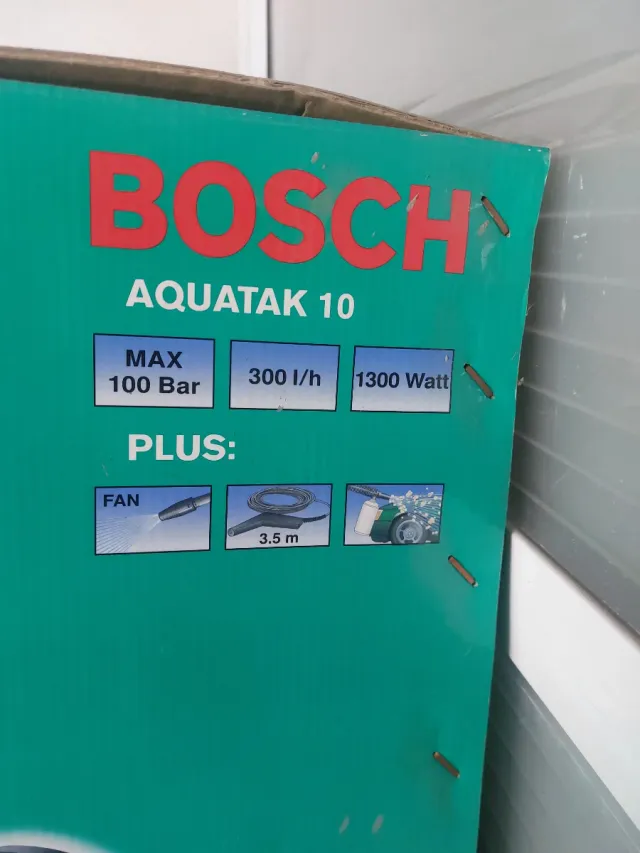 BOSCH
AQUATAK 10
MAX
100 Bar
300 l/h
1300 Watt
PLUS:
FAN
3.5 m